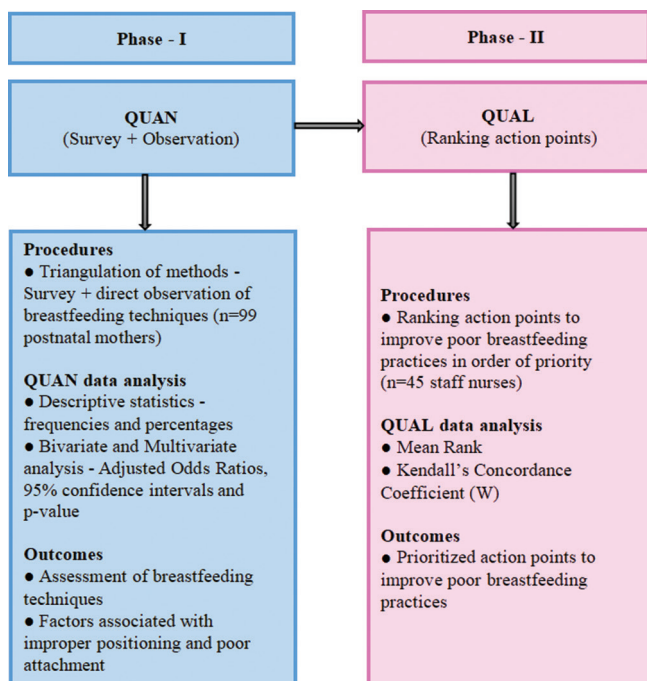 Phase - I
QUAN
(Survey + Observation)
Procedures
● Triangulation of methods -
Survey + direct observation of
breastfeeding techniques (n=99
postnatal mothers)
QUAN data analysis
● Descriptive statistics -
frequencies and percentages
● Bivariate and Multivariate
analysis - Adjusted Odds Ratios,
95% confidence intervals and
p-value
Outcomes
● Assessment of breastfeeding
techniques
● Factors associated with
improper positioning and poor
attachment
Phase - II
QUAL
(Ranking action points)
Procedures
● Ranking action points to
improve poor breastfeeding
practices in order of priority
(n=45 staff nurses)
QUAL data analysis
● Mean Rank
● Kendall’s Concordance
Coefficient (W)
Outcomes
● Prioritized action points to
improve poor breastfeeding
practices